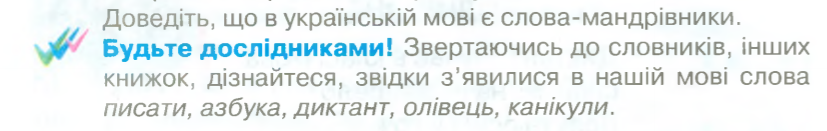 Доведіть, що в українській мові є слова-мандрівники.
Будьте дослідниками! Звертаючись до словників, інших
книжок, дізнайтеся, звідки з’явилися в нашій мові слова
писати, азбука, диктант, олівець, канікули.